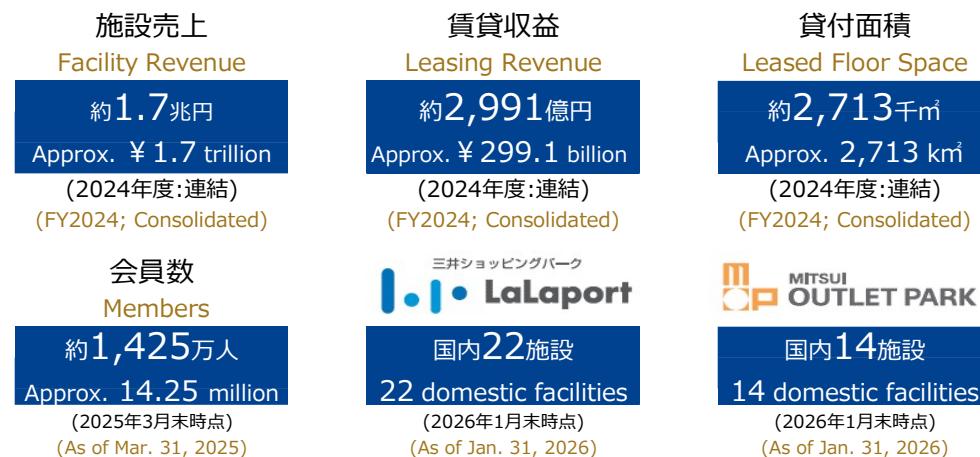 施設売上
Facility Revenue
約1.7兆円
Approx. ¥1.7 trillion
(2024年度:連結)
(FY2024; Consolidated)
賃貸収益
Leasing Revenue
約2,991億円
Approx. ¥299.1 billion
(2024年度:連結)
(FY2024; Consolidated)
貸付面積
Leased Floor Space
約2,713千㎡
Approx. 2,713 k㎡
(2024年度:連結)
(FY2024; Consolidated)
会員数
Members
約1,425万人
Approx. 14.25 million
(2025年3月末時点)
(As of Mar. 31, 2025)
三井ショッピングパーク
LaLaport
国内22施設
22 domestic facilities
(2026年1月末時点)
(As of Jan. 31, 2026)
mop
MITSUI
OUTLET PARK
国内14施設
14 domestic facilities
(2026年1月末時点)
(As of Jan. 31, 2026)